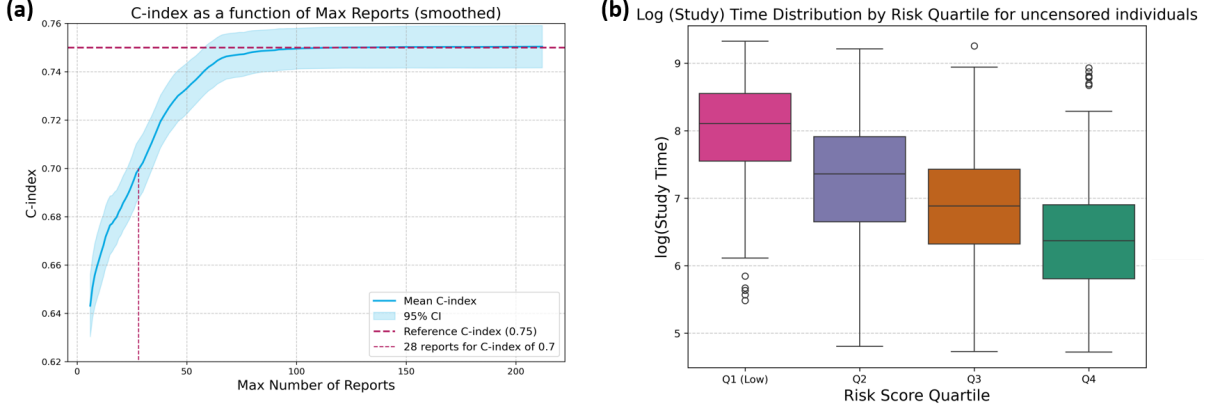 (a)
C-index as a function of Max Reports (smoothed)
0.76
0.74
0.72
0.70
0.68
0.66
0.64
0.62
C-index
0
50
100
150
200
Max Number of Reports
Mean C-index
95% CI
Reference C-index (0.75)
28 reports for C-index of 0.7
(b)
Log (Study) Time Distribution by Risk Quartile for uncensored individuals
9
8
7
6
5
log(Study Time)
Q1 (Low)
Q2
Q3
Q4
Risk Score Quartile